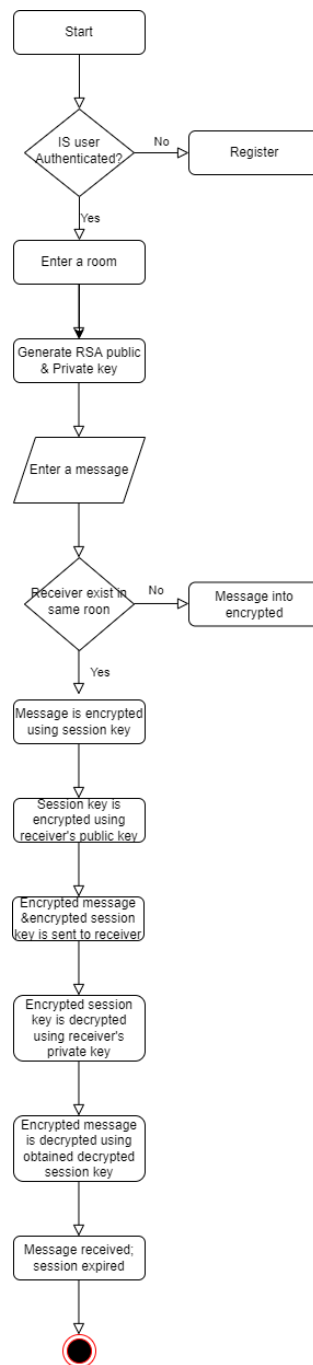 Start
IS user
Authenticated?
No
Register
Yes
Enter a room
Generate RSA public
& Private key
Enter a message
Receiver exist in
same roon
No
Message into
encrypted
Yes
Message is encrypted
using session key
Session key is
encrypted using
receiver's public key
Encrypted message
&encrypted session
key is sent to receiver
Encrypted session
key is decrypted
using receiver's
private key
Encrypted message
is decrypted using
obtained decrypted
session key
Message received;
session expired